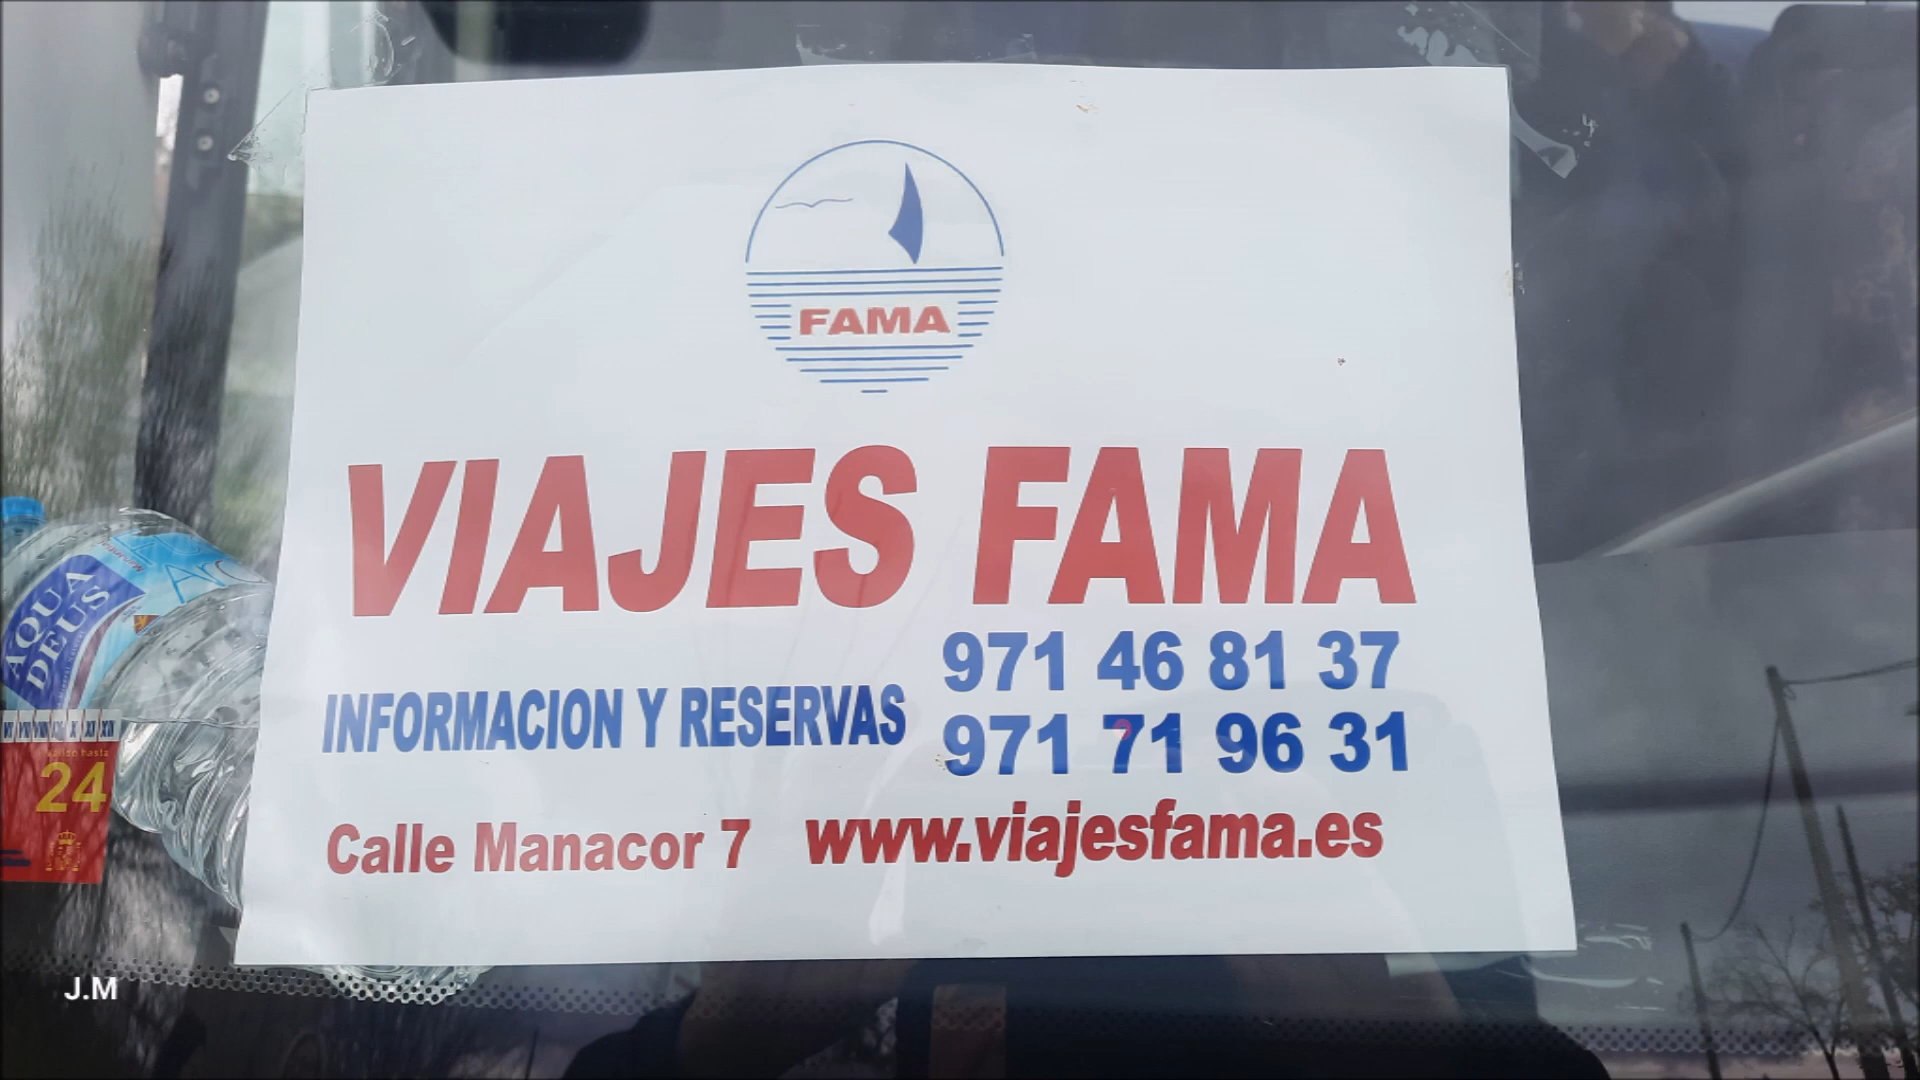 FAMA
VIAJES FAMA
971 46 81 37
INFORMACION Y RESERVAS
971 71 96 31
Calle Manacor 7 www.viajesfama.es
AQUA
DEUS
hasta
24
J.M